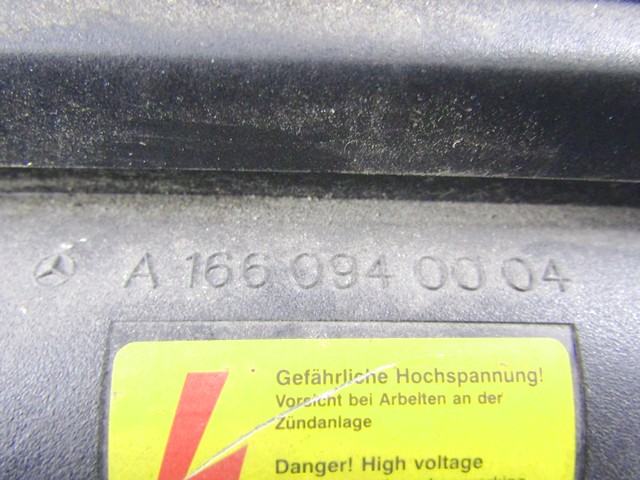 A 166 094 00 04
Gefährliche Hochspannung!
Vorsicht bei Arbeiten an der
Zündanlage
Danger! High voltage